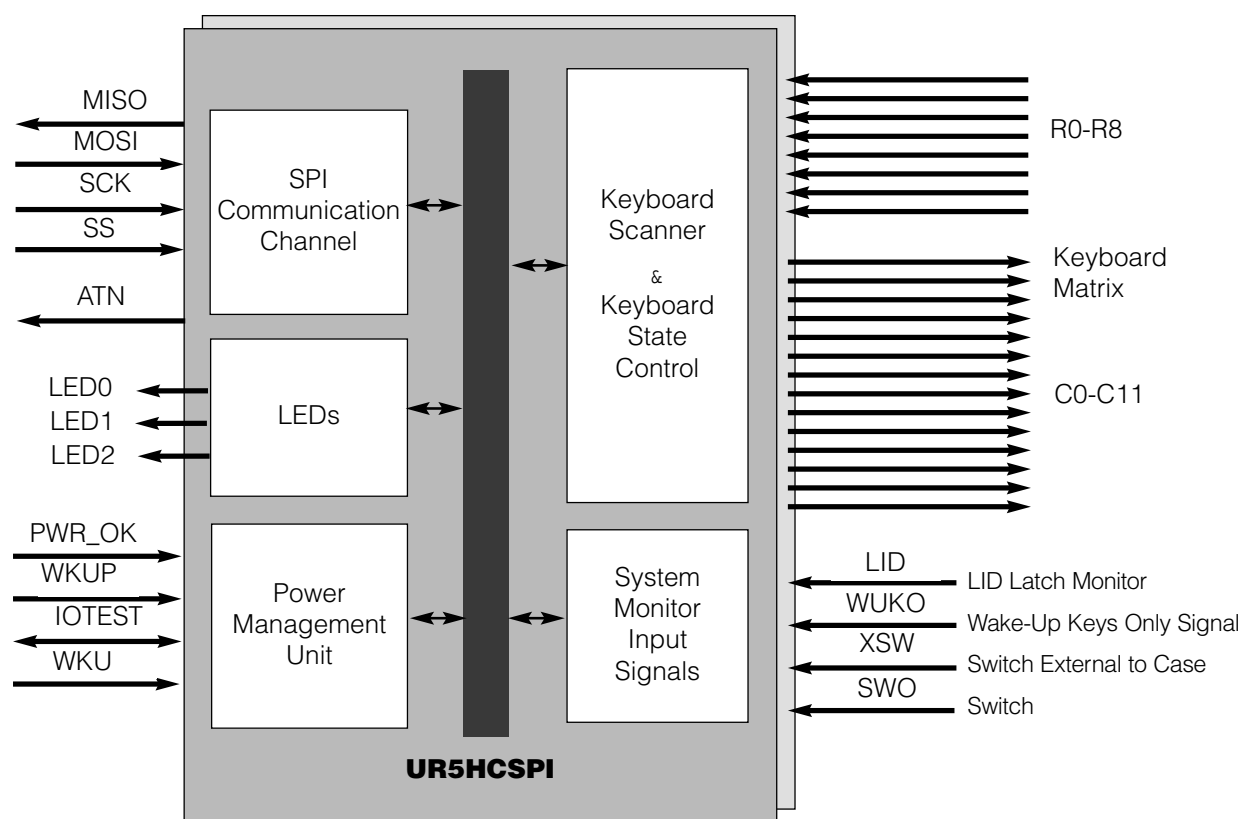 MISO
MOSI
SCK
SS
ATN
LED0
LED1
LED2
PWR_OK
WKUP
IOTEST
WKU
SPI
Communication
Channel
LEDs
Power
Management
Unit
Keyboard
Scanner
&
Keyboard
State
Control
System
Monitor
Input
Signals
UR5HCSPI
R0-R8
Keyboard
Matrix
C0-C11
LID
LID Latch Monitor
WUKO
Wake-Up Keys Only Signal
XSW
Switch External to Case
SWO
Switch